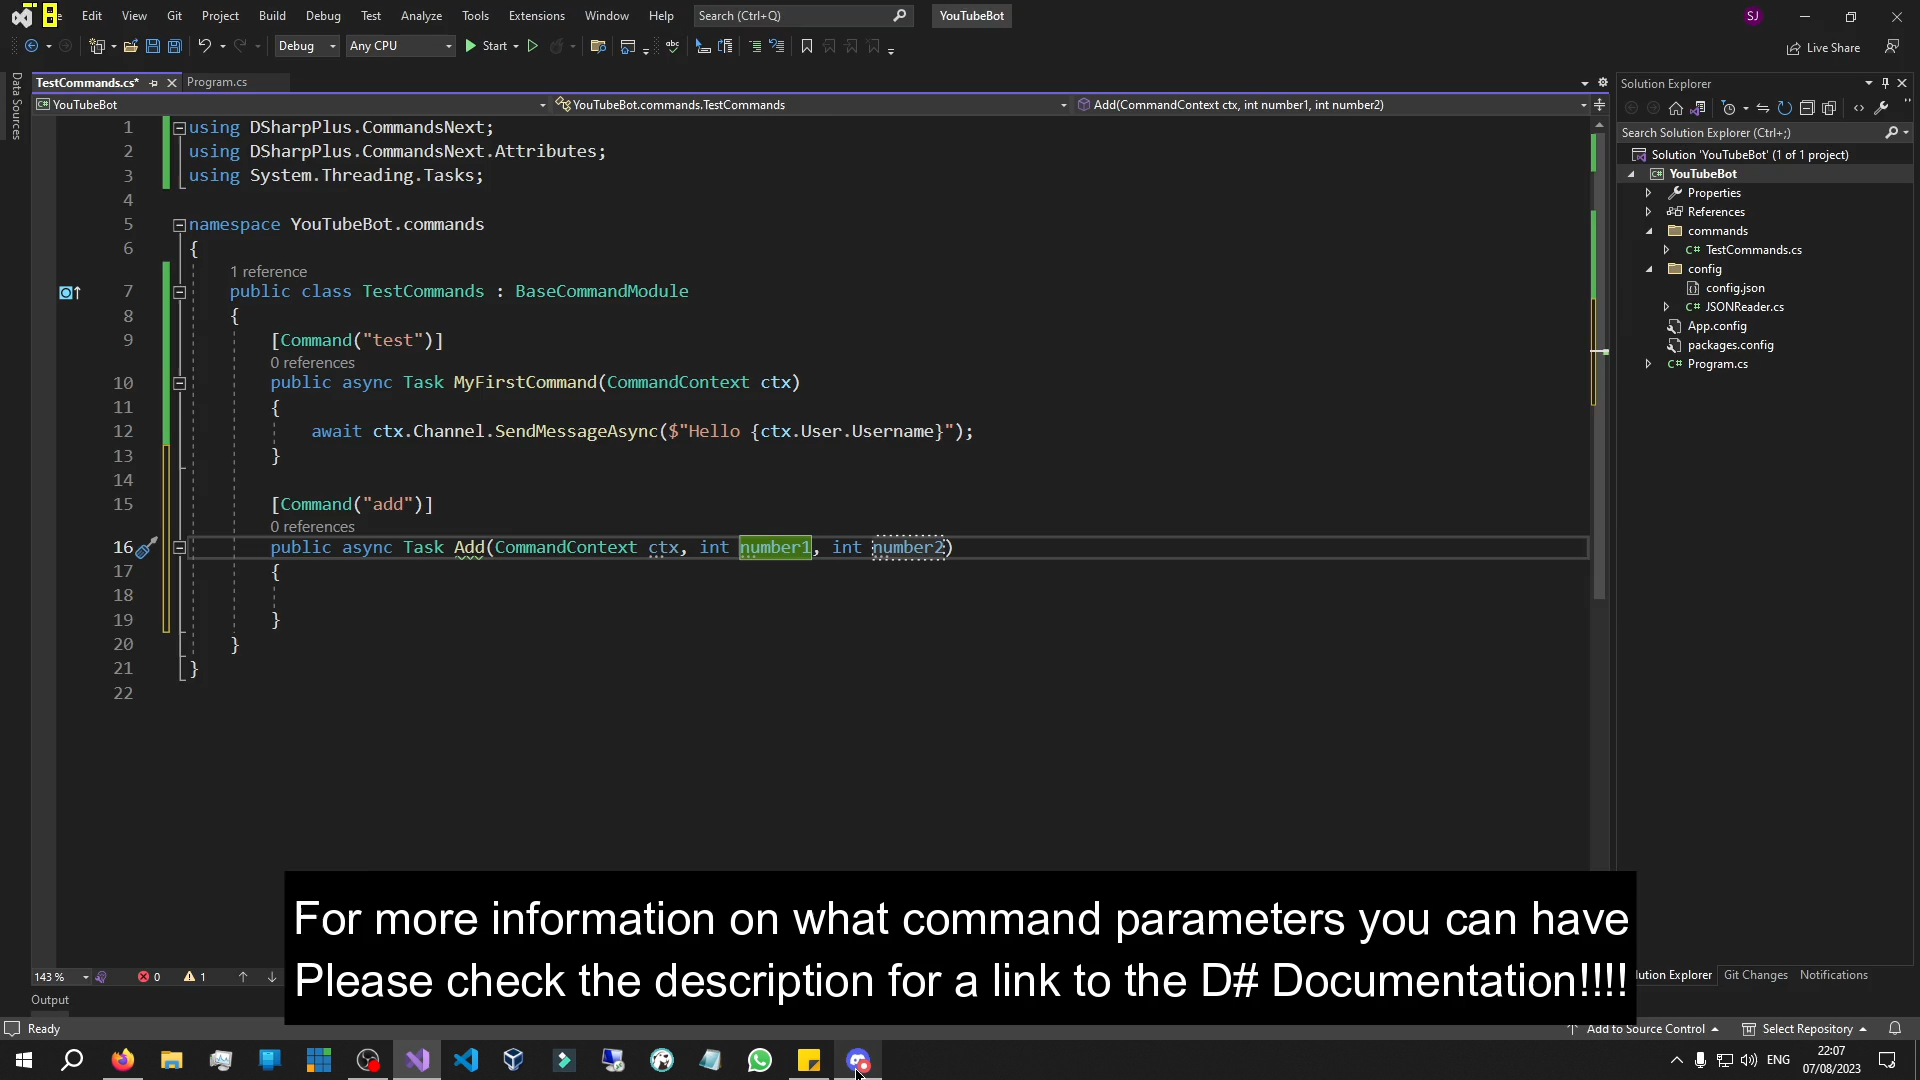 Edit View Git Project Build Debug Test Analyze Tools Extensions Window Help Search (Ctrl+Q) YouTubeBot SJ
Debug Any CPU Start Live Share
Data Sources
TestCommands.cs* Program.cs
YouTubeBot YouTubeBot.commands.TestCommands Add(CommandContext ctx, int number1, int number2)
1 using DSharpPlus.CommandsNext;
2 using DSharpPlus.CommandsNext.Attributes;
3 using System.Threading.Tasks;
4
5 namespace YouTubeBot.commands
6 {
1 reference
7 public class TestCommands : BaseCommandModule
8 {
9 [Command("test")]
0 references
10 public async Task MyFirstCommand(CommandContext ctx)
11 {
12 await ctx.Channel.SendMessageAsync($"Hello {ctx.User.Username}");
13 }
14
15 [Command("add")]
0 references
16 public async Task Add(CommandContext ctx, int number1, int number2)
17 {
18
19 }
20 }
21 }
22
Solution Explorer
Search Solution Explorer (Ctrl+;)
Solution 'YouTubeBot' (1 of 1 project)
YouTubeBot
Properties
References
commands
C# TestCommands.cs
config
config.json
C# JSONReader.cs
App.config
packages.config
C# Program.cs
For more information on what command parameters you can have
Please check the description for a link to the D# Documentation!!!!
143 % 0 1
lution Explorer Git Changes Notifications
Output
Ready Add to Source Control Select Repository
ENG 22:07
07/08/2023